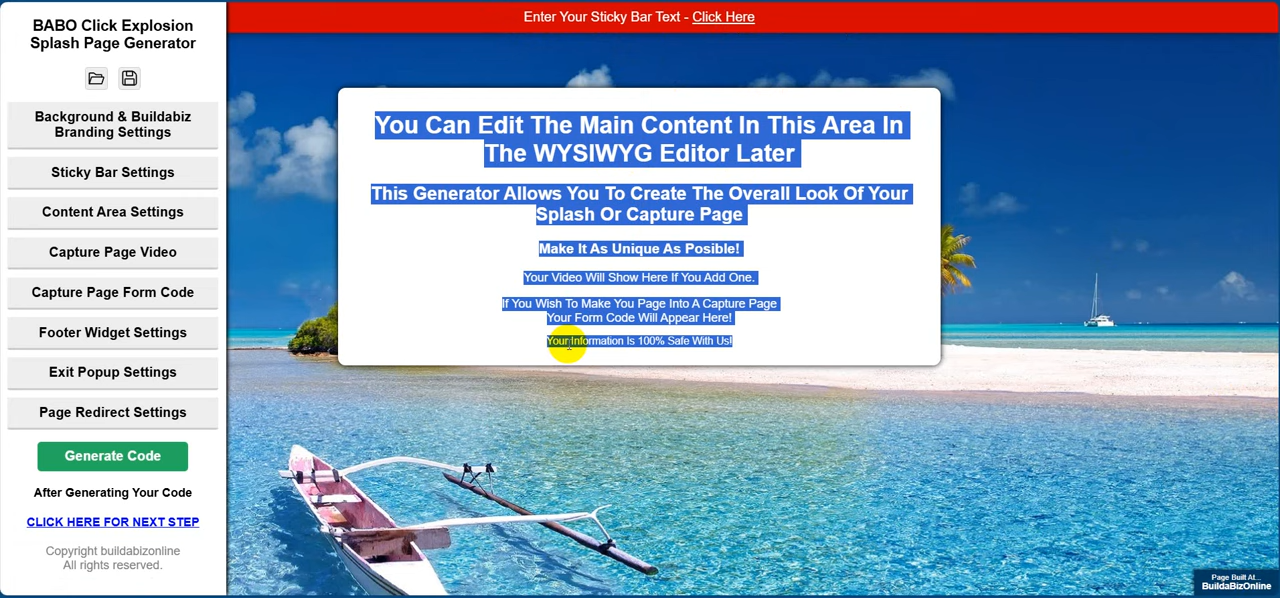 BABO Click Explosion
Splash Page Generator
Background & Buildabiz
Branding Settings
Sticky Bar Settings
Content Area Settings
Capture Page Video
Capture Page Form Code
Footer Widget Settings
Exit Popup Settings
Page Redirect Settings
Generate Code
After Generating Your Code
CLICK HERE FOR NEXT STEP
Copyright buildabizonline
All rights reserved.
Enter Your Sticky Bar Text - Click Here
You Can Edit The Main Content In This Area In
The WYSIWYG Editor Later
This Generator Allows You To Create The Overall Look Of Your
Splash Or Capture Page
Make It As Unique As Posible!
Your Video Will Show Here If You Add One.
If You Wish To Make You Page Into A Capture Page
Your Form Code Will Appear Here!
Your Information Is 100% Safe With Us!
Page Built At...
BuildaBizOnline